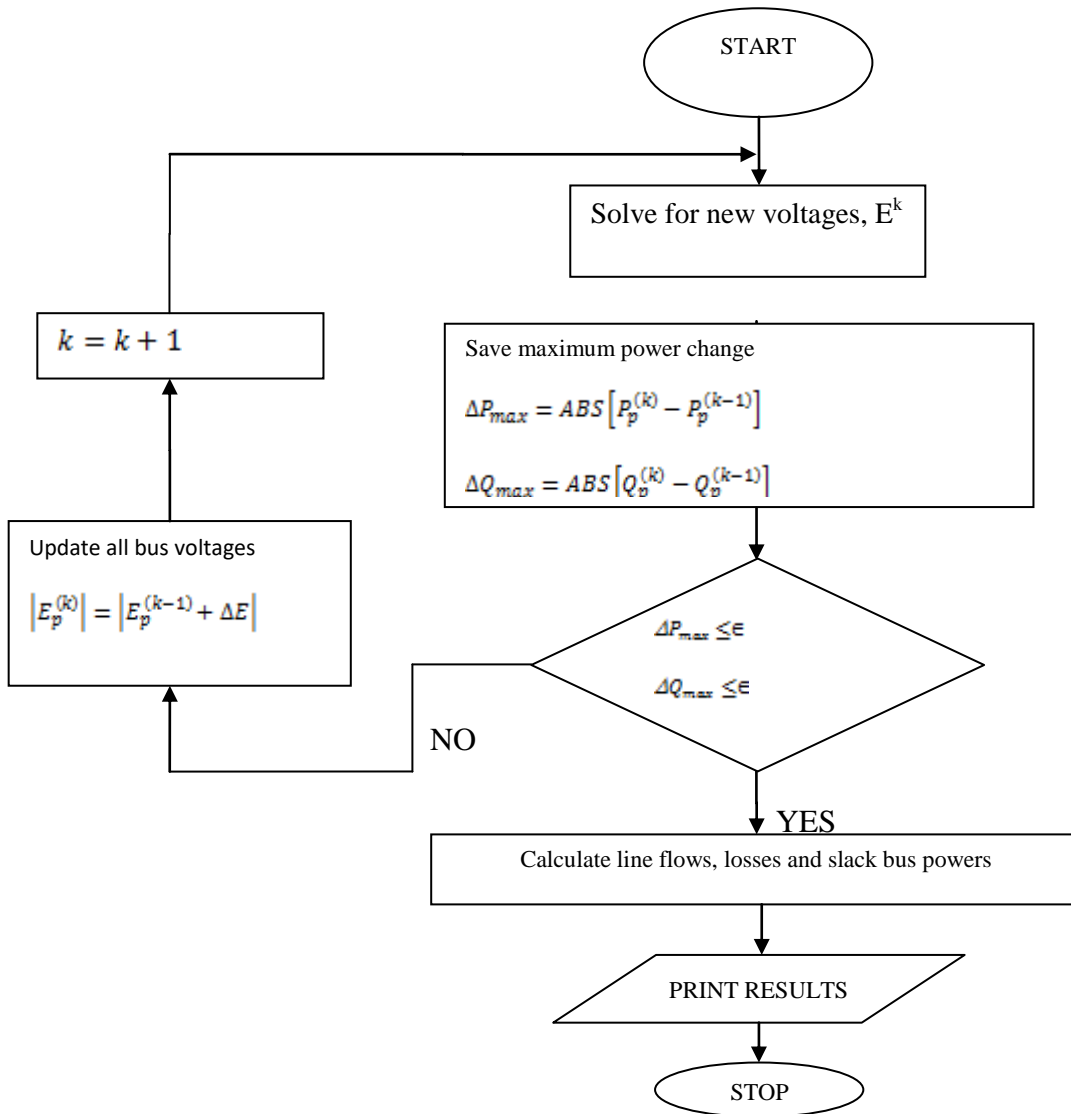 START
Solve for new voltages, E^k
k = k + 1
Save maximum power change
ΔP_max = ABS[P_p^(k) − P_p^(k−1)]
ΔQ_max = ABS[Q_p^(k) − Q_p^(k−1)]
Update all bus voltages
|E_p^(k)| = |E_p^(k−1) + ΔE|
ΔP_max ≤ϵ
ΔQ_max ≤ϵ
NO
YES
Calculate line flows, losses and slack bus powers
PRINT RESULTS
STOP